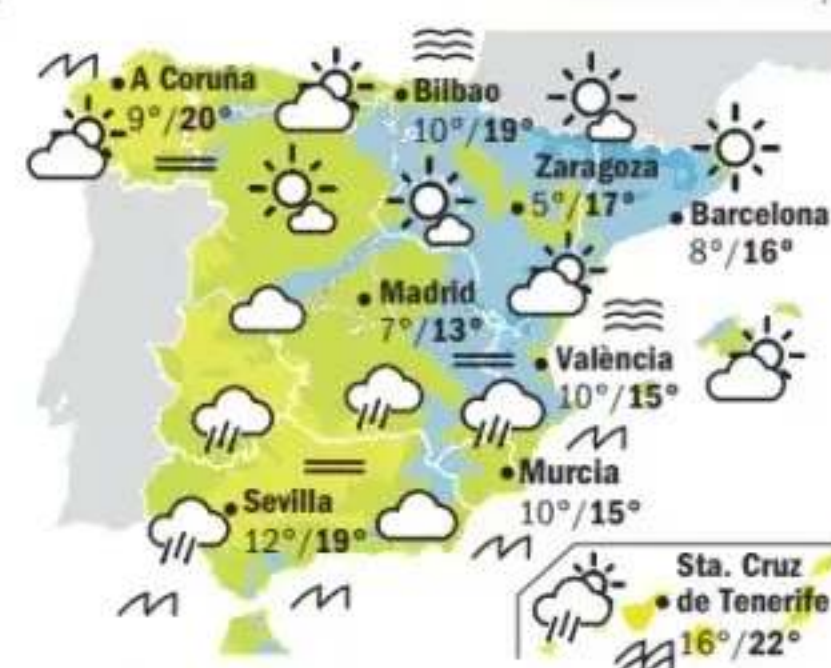 A Coruña
9°/20°
Bilbao
10°/19°
Zaragoza
5°/17°
Barcelona
8°/16°
Madrid
7°/13°
València
10°/15°
Murcia
10°/15°
Sevilla
12°/19°
Sta. Cruz
de Tenerife
16°/22°